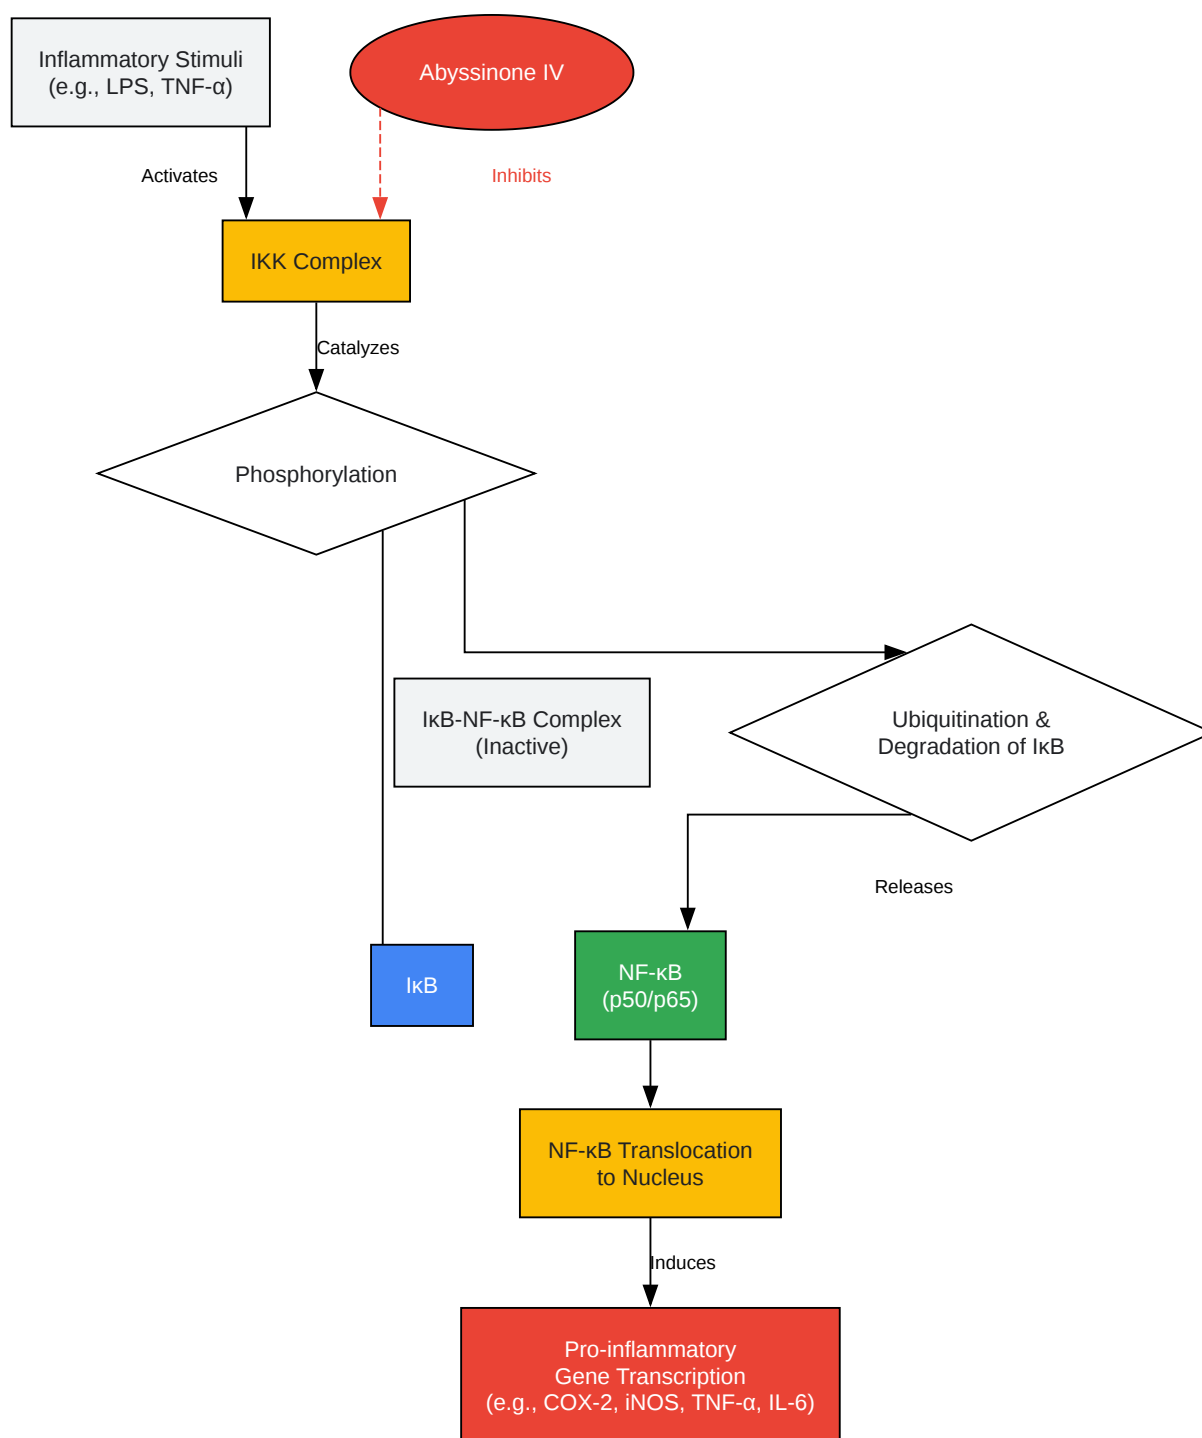 Inflammatory Stimuli
(e.g., LPS, TNF-α)
Abyssinone IV
Activates
Inhibits
IKK Complex
Catalyzes
Phosphorylation
IκB-NF-κB Complex
(Inactive)
Ubiquitination &
Degradation of IκB
Releases
IκB
NF-κB
(p50/p65)
NF-κB Translocation
to Nucleus
Induces
Pro-inflammatory
Gene Transcription
(e.g., COX-2, iNOS, TNF-α, IL-6)